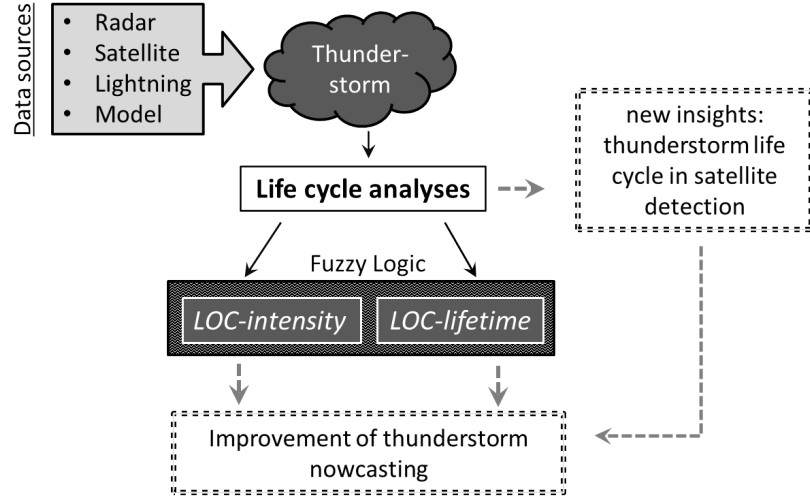 Data sources
• Radar
• Satellite
• Lightning
• Model
Thunder-
storm
Life cycle analyses
new insights:
thunderstorm life
cycle in satellite
detection
Fuzzy Logic
LOC-intensity
LOC-lifetime
Improvement of thunderstorm
nowcasting